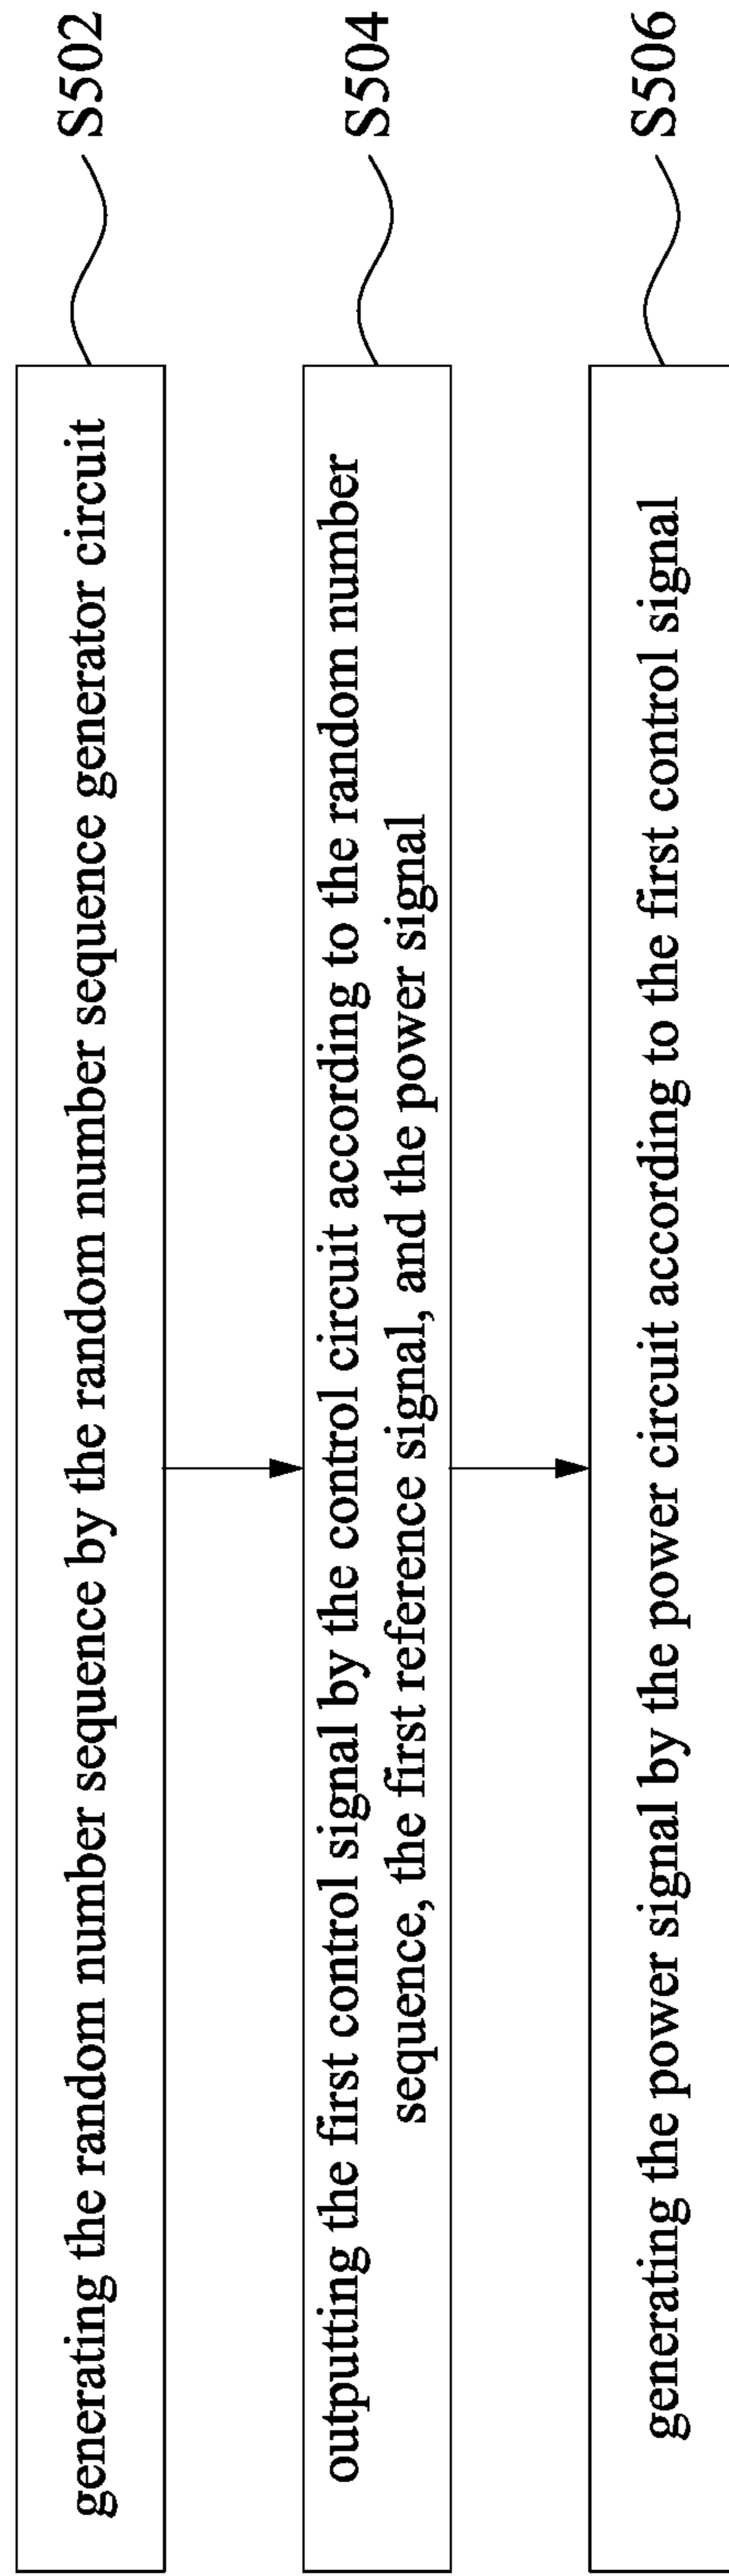 generating the random number sequence by the random number sequence generator circuit
S502
outputting the first control signal by the control circuit according to the random number
sequence, the first reference signal, and the power signal
S504
generating the power signal by the power circuit according to the first control signal
S506